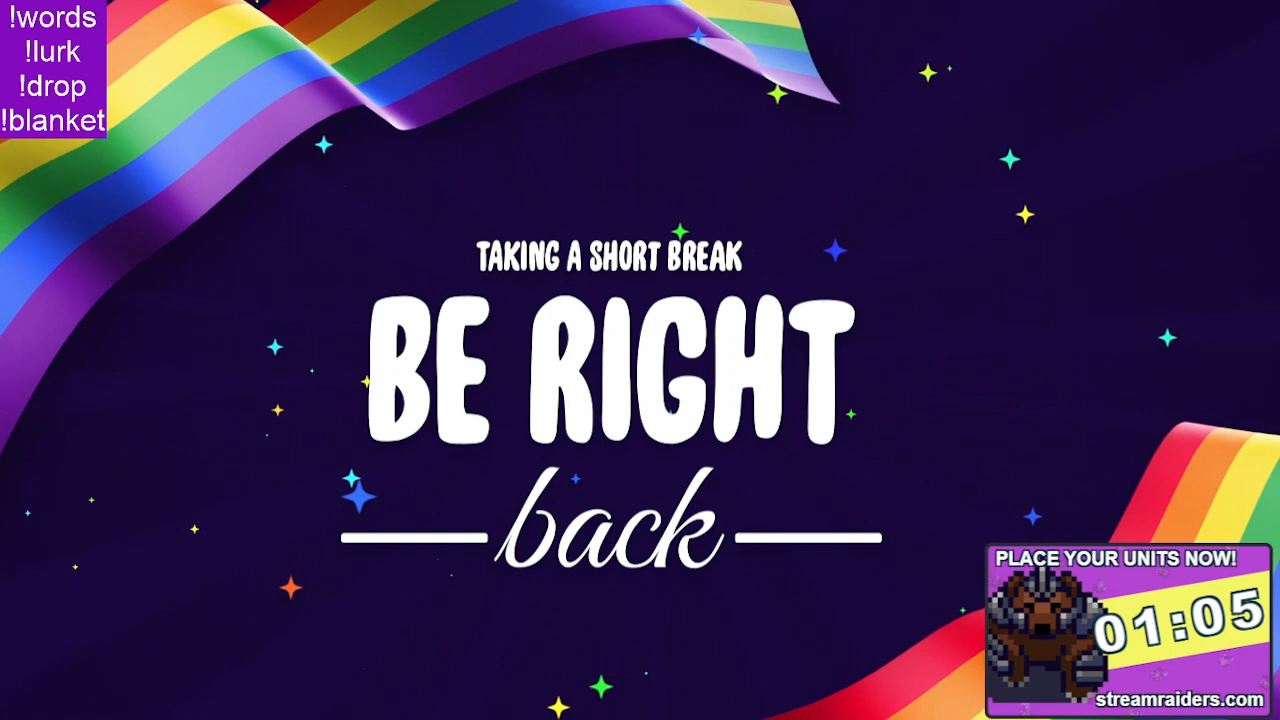 !words
!lurk
!drop
!blanket
TAKING A SHORT BREAK
BE RIGHT
back
PLACE YOUR UNITS NOW!
01:05
streamraiders.com